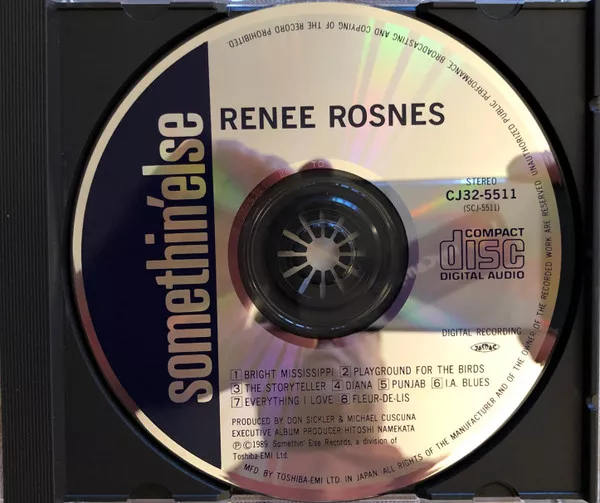 UNAUTHORIZED PUBLIC PERFORMANCE, BROADCASTING AND COPYING OF THE RECORD PROHIBITED.
RENEE ROSNES
somethin'else
STEREO
CJ32-5511
(SCJ-5511)
COMPACT
disc
DIGITAL AUDIO
DIGITAL RECORDING
JASRAC
1 BRIGHT MISSISSIPPI 2 PLAYGROUND FOR THE BIRDS
3 THE STORYTELLER 4 DIANA 5 PUNJAB 6 I.A. BLUES
7 EVERYTHING I LOVE 8 FLEUR-DE-LIS
PRODUCED BY DON SICKLER & MICHAEL CUSCUNA
EXECUTIVE ALBUM PRODUCER: HITOSHI NAMEKATA
Ⓟ©1989 Somethin' Else Records, a division of
Toshiba-EMI Ltd.
MFD. BY TOSHIBA-EMI LTD. IN JAPAN. ALL RIGHTS OF THE MANUFACTURER AND OF THE OWNER OF THE RECORDED WORK ARE RESERVED